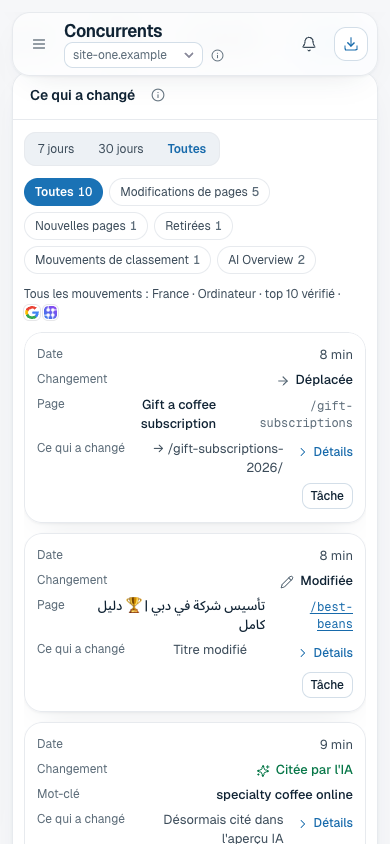 Concurrents
site-one.example
Ce qui a changé
7 jours 30 jours Toutes
Toutes 10 Modifications de pages 5
Nouvelles pages 1 Retirées 1
Mouvements de classement 1 AI Overview 2
Tous les mouvements : France · Ordinateur · top 10 vérifié ·
Date 8 min
Changement → Déplacée
Page Gift a coffee subscription /gift-subscriptions
Ce qui a changé → /gift-subscriptions-2026/ Détails
Tâche
Date 8 min
Changement Modifiée
Page تأسيس شركة في دبي | 🏆 دليل كامل /best-beans
Ce qui a changé Titre modifié Détails
Tâche
Date 9 min
Changement Citée par l'IA
Mot-clé specialty coffee online
Ce qui a changé Désormais cité dans l'aperçu IA Détails